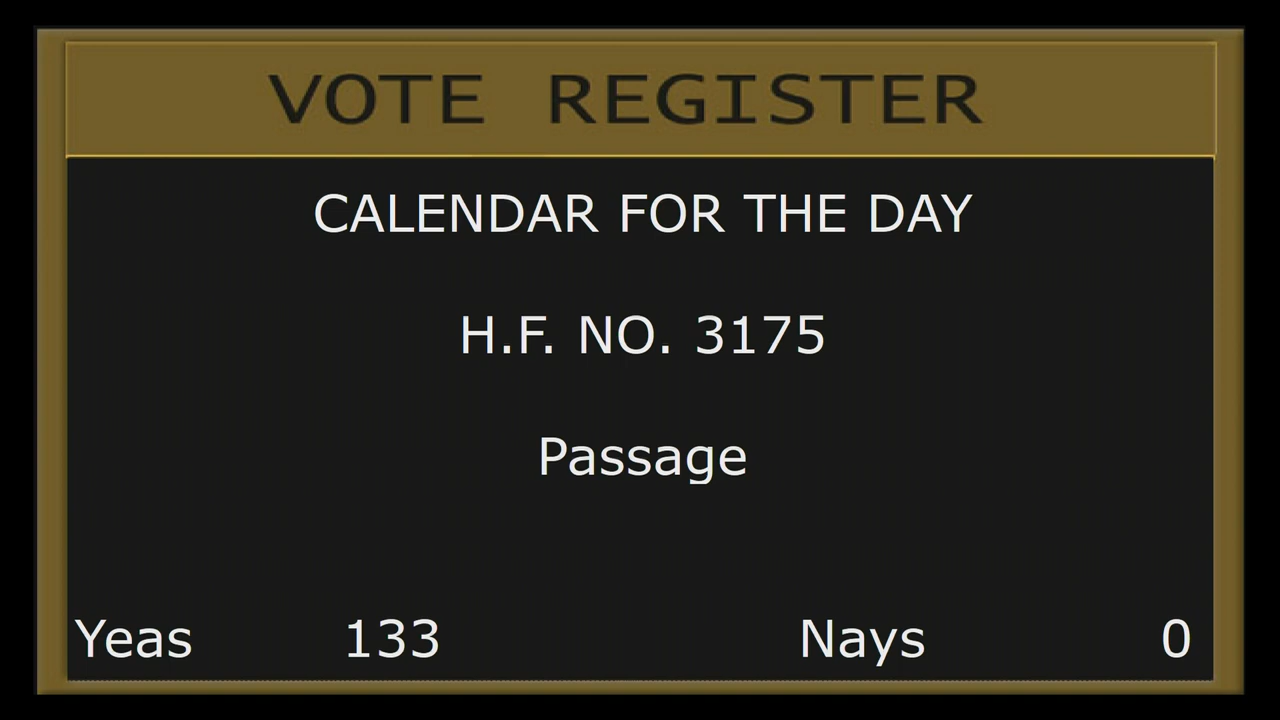 VOTE REGISTER
CALENDAR FOR THE DAY
H.F. NO. 3175
Passage
Yeas 133 Nays 0